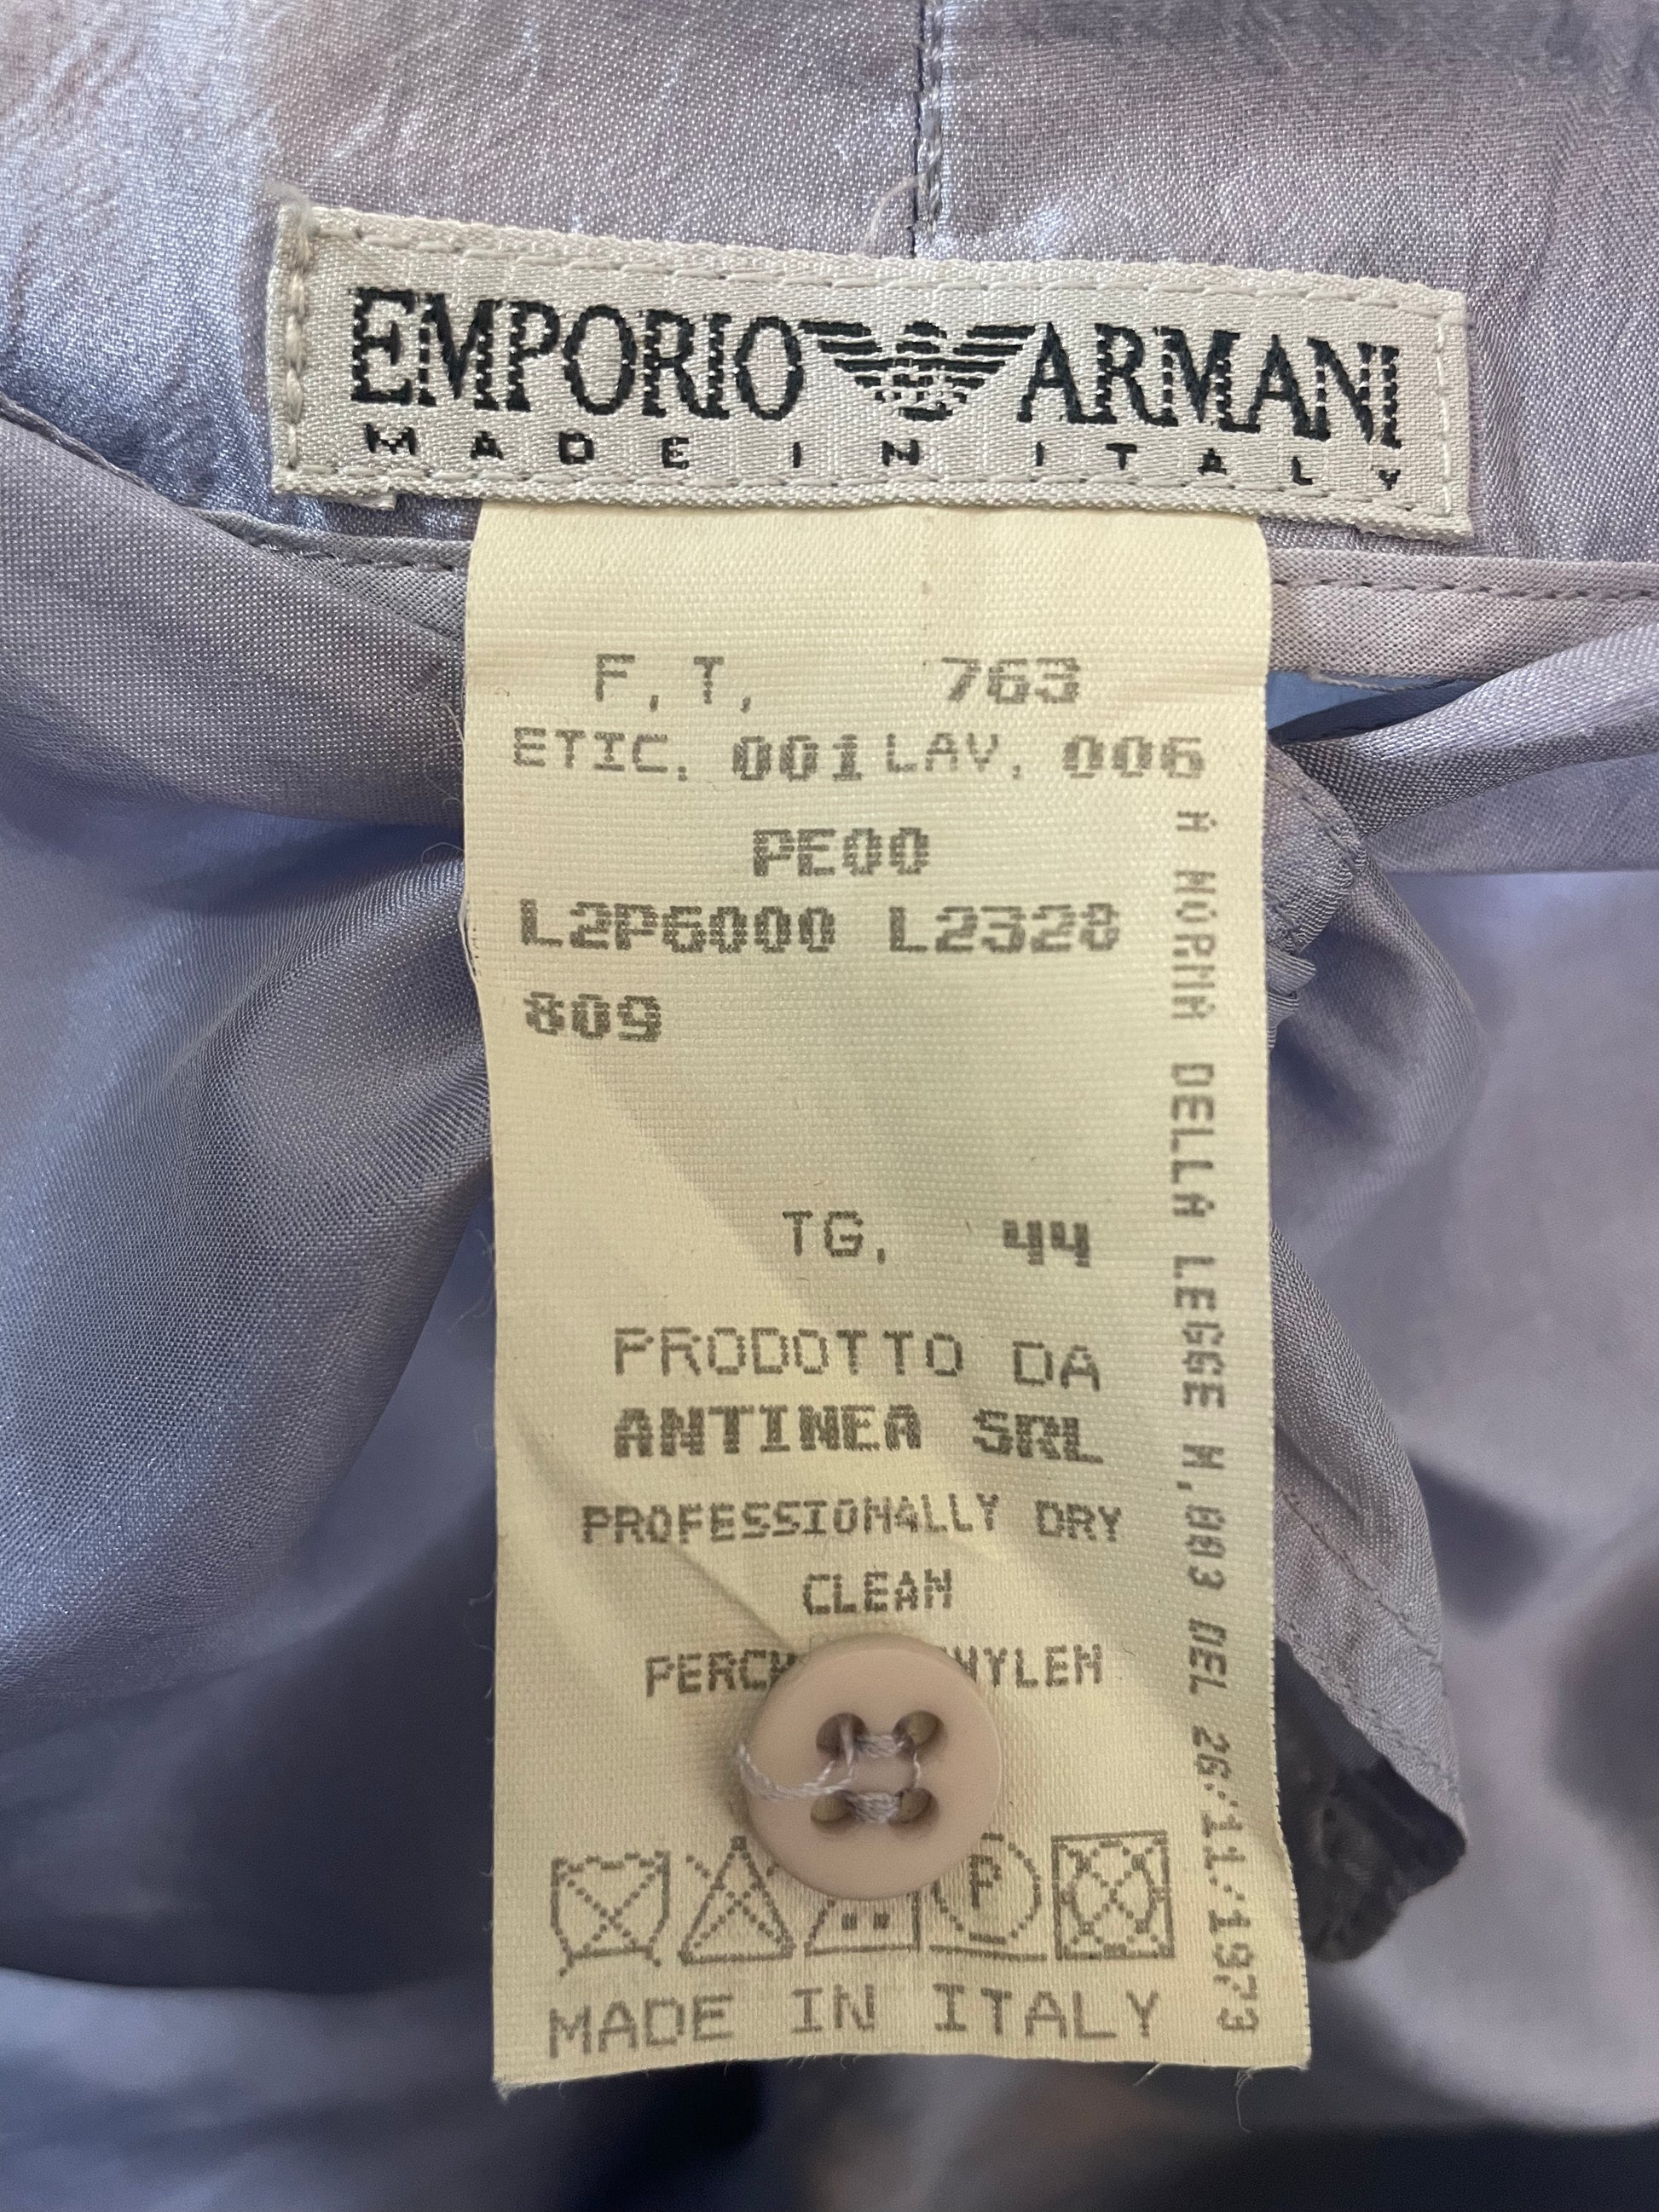 EMPORIO ARMANI
MADE IN ITALY
F.T. 763
ETIC. 001 LAV. 006
PE00
L2P6000 L2328
809
TG. 44
PRODOTTO DA
ANTINEA SRL
PROFESSIONALLY DRY
CLEAN
P
MADE IN ITALY
NORMA DELLA LEGGE N.883 DEL 26/11/1973